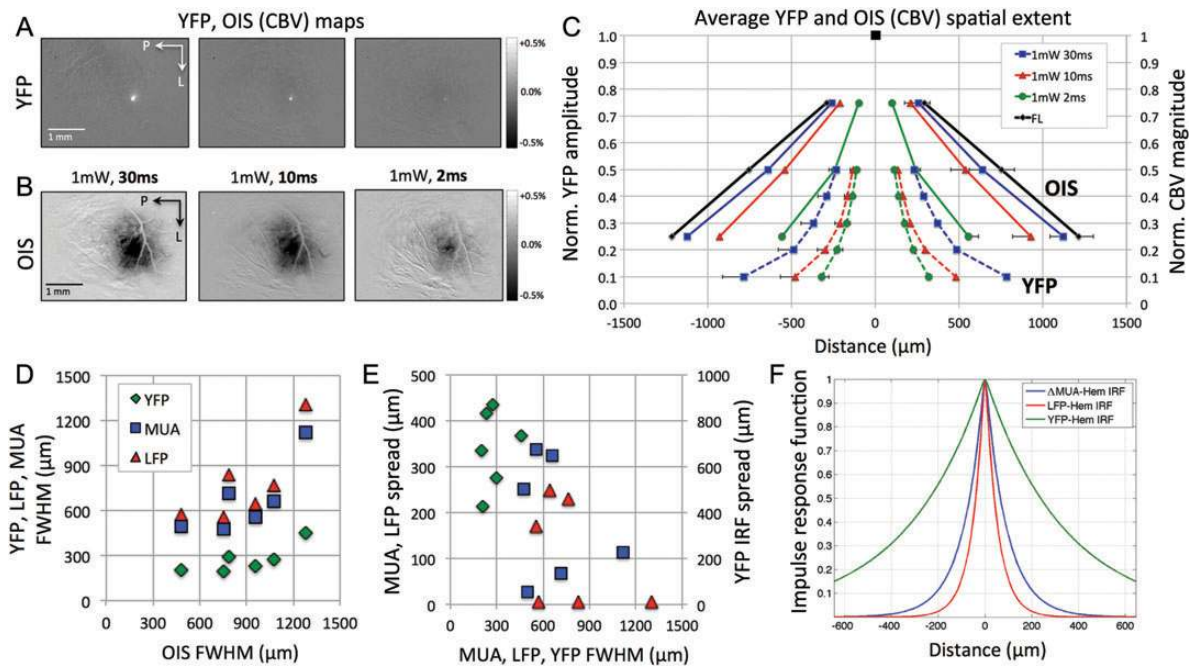 A
YFP, OIS (CBV) maps
YFP
P
L
1 mm
+0.5%
0.0%
-0.5%
B
1mW, 30ms
1mW, 10ms
1mW, 2ms
OIS
P
L
1 mm
+0.5%
0.0%
-0.5%
C
Average YFP and OIS (CBV) spatial extent
Norm. YFP amplitude
1.0
0.9
0.8
0.7
0.6
0.5
0.4
0.3
0.2
0.1
0.0
1
0.9
0.8
0.7
0.6
0.5
0.4
0.3
0.2
0.1
0
Norm. CBV magnitude
1mW 30ms
1mW 10ms
1mW 2ms
FL
OIS
YFP
-1500 -1000 -500 0 500 1000 1500
Distance (μm)
D
YFP, LFP, MUA
FWHM (μm)
1500
1200
900
600
300
0
YFP
MUA
LFP
0 300 600 900 1200 1500
OIS FWHM (μm)
E
MUA, LFP spread (μm)
500
400
300
200
100
0
1000
800
600
400
200
0
YFP IRF spread (μm)
0 300 600 900 1200 1500
MUA, LFP, YFP FWHM (μm)
F
Impulse response function
1
0.9
0.8
0.7
0.6
0.5
0.4
0.3
0.2
0.1
ΔMUA-Hem IRF
LFP-Hem IRF
YFP-Hem IRF
-600 -400 -200 0 200 400 600
Distance (μm)